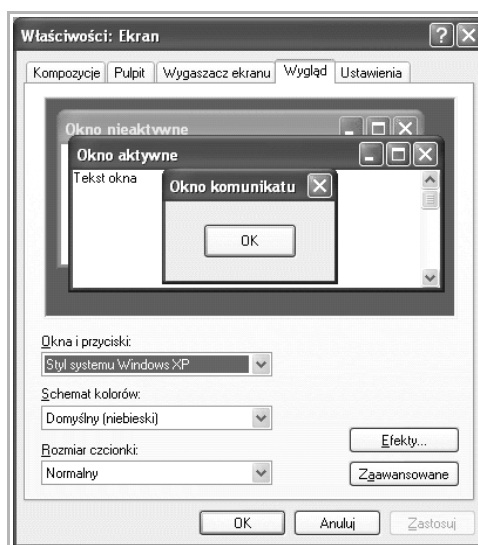 Właściwości: Ekran
Kompozycje Pulpit Wygaszacz ekranu Wygląd Ustawienia
Okno nieaktywne
Okno aktywne
Tekst okna
Okno komunikatu
OK
Okna i przyciski:
Styl systemu Windows XP
Schemat kolorów:
Domyślny (niebieski)
Efekty...
Rozmiar czcionki:
Normalny
Zaawansowane
OK Anuluj Zastosuj